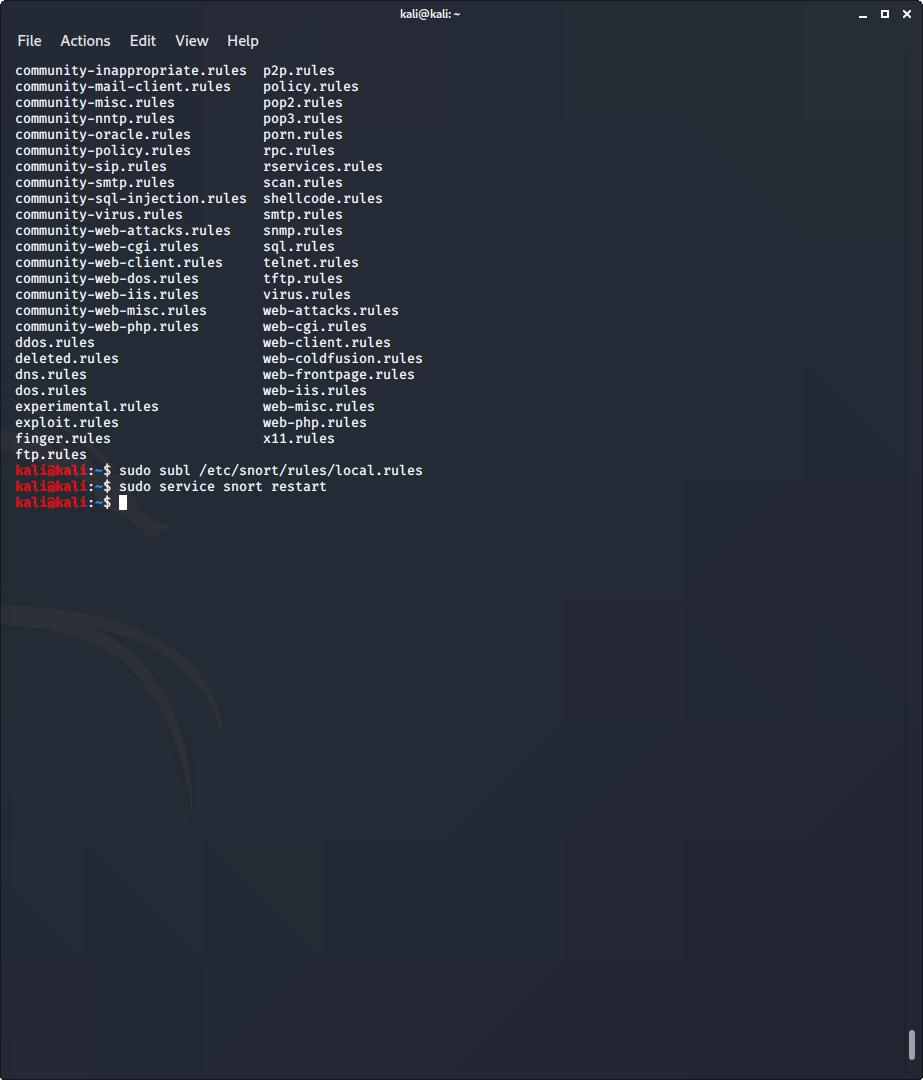 kali@kali: ~
File Actions Edit View Help
community-inappropriate.rules p2p.rules
community-mail-client.rules policy.rules
community-misc.rules pop2.rules
community-nntp.rules pop3.rules
community-oracle.rules porn.rules
community-policy.rules rpc.rules
community-sip.rules rservices.rules
community-smtp.rules scan.rules
community-sql-injection.rules shellcode.rules
community-virus.rules smtp.rules
community-web-attacks.rules snmp.rules
community-web-cgi.rules sql.rules
community-web-client.rules telnet.rules
community-web-dos.rules tftp.rules
community-web-iis.rules virus.rules
community-web-misc.rules web-attacks.rules
community-web-php.rules web-cgi.rules
ddos.rules web-client.rules
deleted.rules web-coldfusion.rules
dns.rules web-frontpage.rules
dos.rules web-iis.rules
experimental.rules web-misc.rules
exploit.rules web-php.rules
finger.rules x11.rules
ftp.rules
kali@kali:~$ sudo subl /etc/snort/rules/local.rules
kali@kali:~$ sudo service snort restart
kali@kali:~$